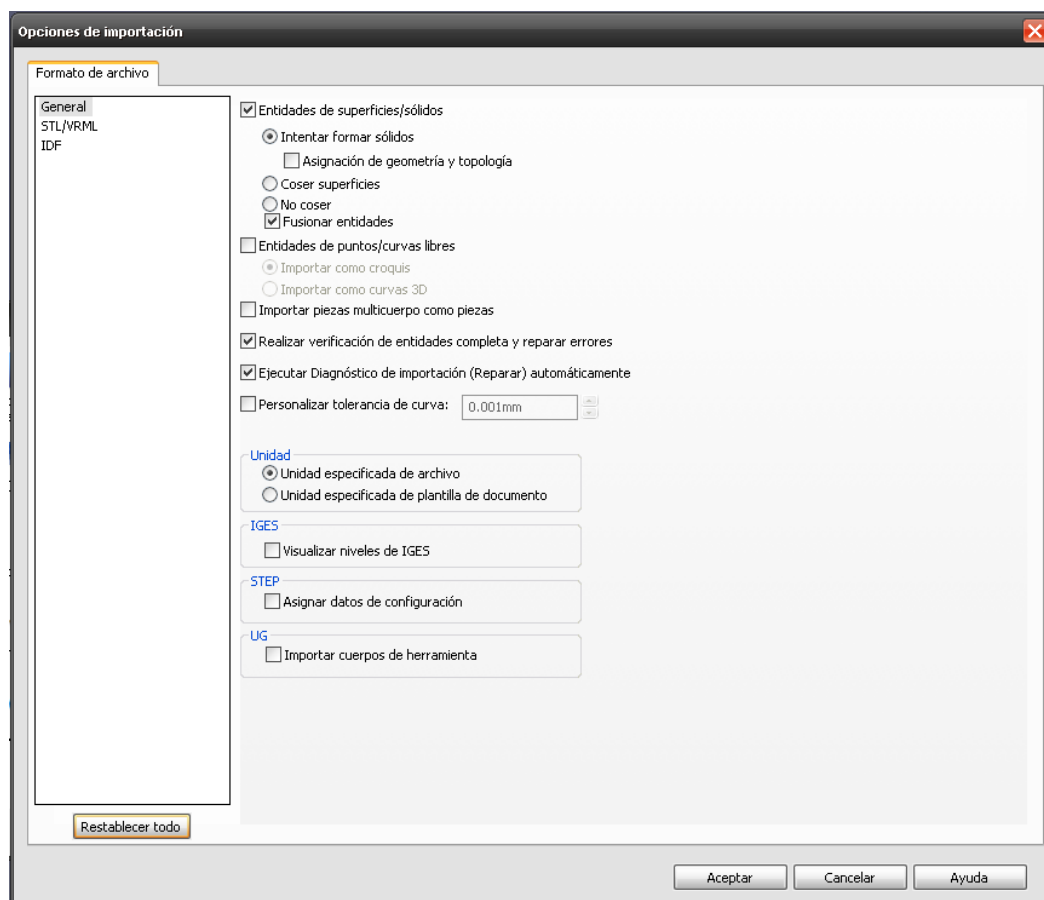 Opciones de importación
Formato de archivo
General
STL/VRML
IDF
Entidades de superficies/sólidos
Intentar formar sólidos
Asignación de geometría y topología
Coser superficies
No coser
Fusionar entidades
Entidades de puntos/curvas libres
Importar como croquis
Importar como curvas 3D
Importar piezas multicuerpo como piezas
Realizar verificación de entidades completa y reparar errores
Ejecutar Diagnóstico de importación (Reparar) automáticamente
Personalizar tolerancia de curva: 0.001mm
Unidad
Unidad especificada de archivo
Unidad especificada de plantilla de documento
IGES
Visualizar niveles de IGES
STEP
Asignar datos de configuración
UG
Importar cuerpos de herramienta
Restablecer todo
Aceptar Cancelar Ayuda